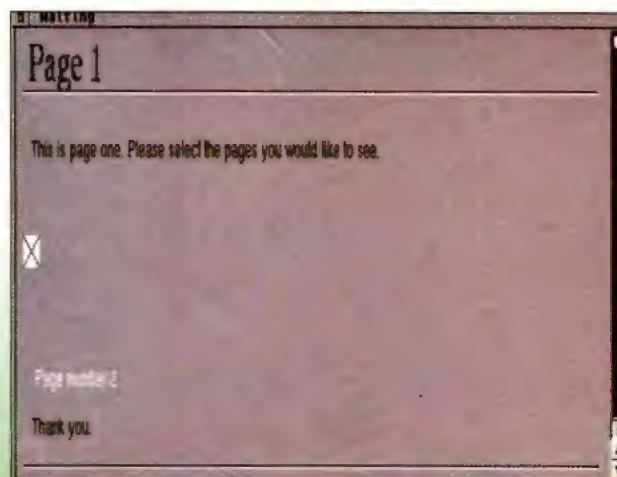 Waiting
Page 1
This is page one. Please select the pages you would like to see.
Page number 2
Thank you.